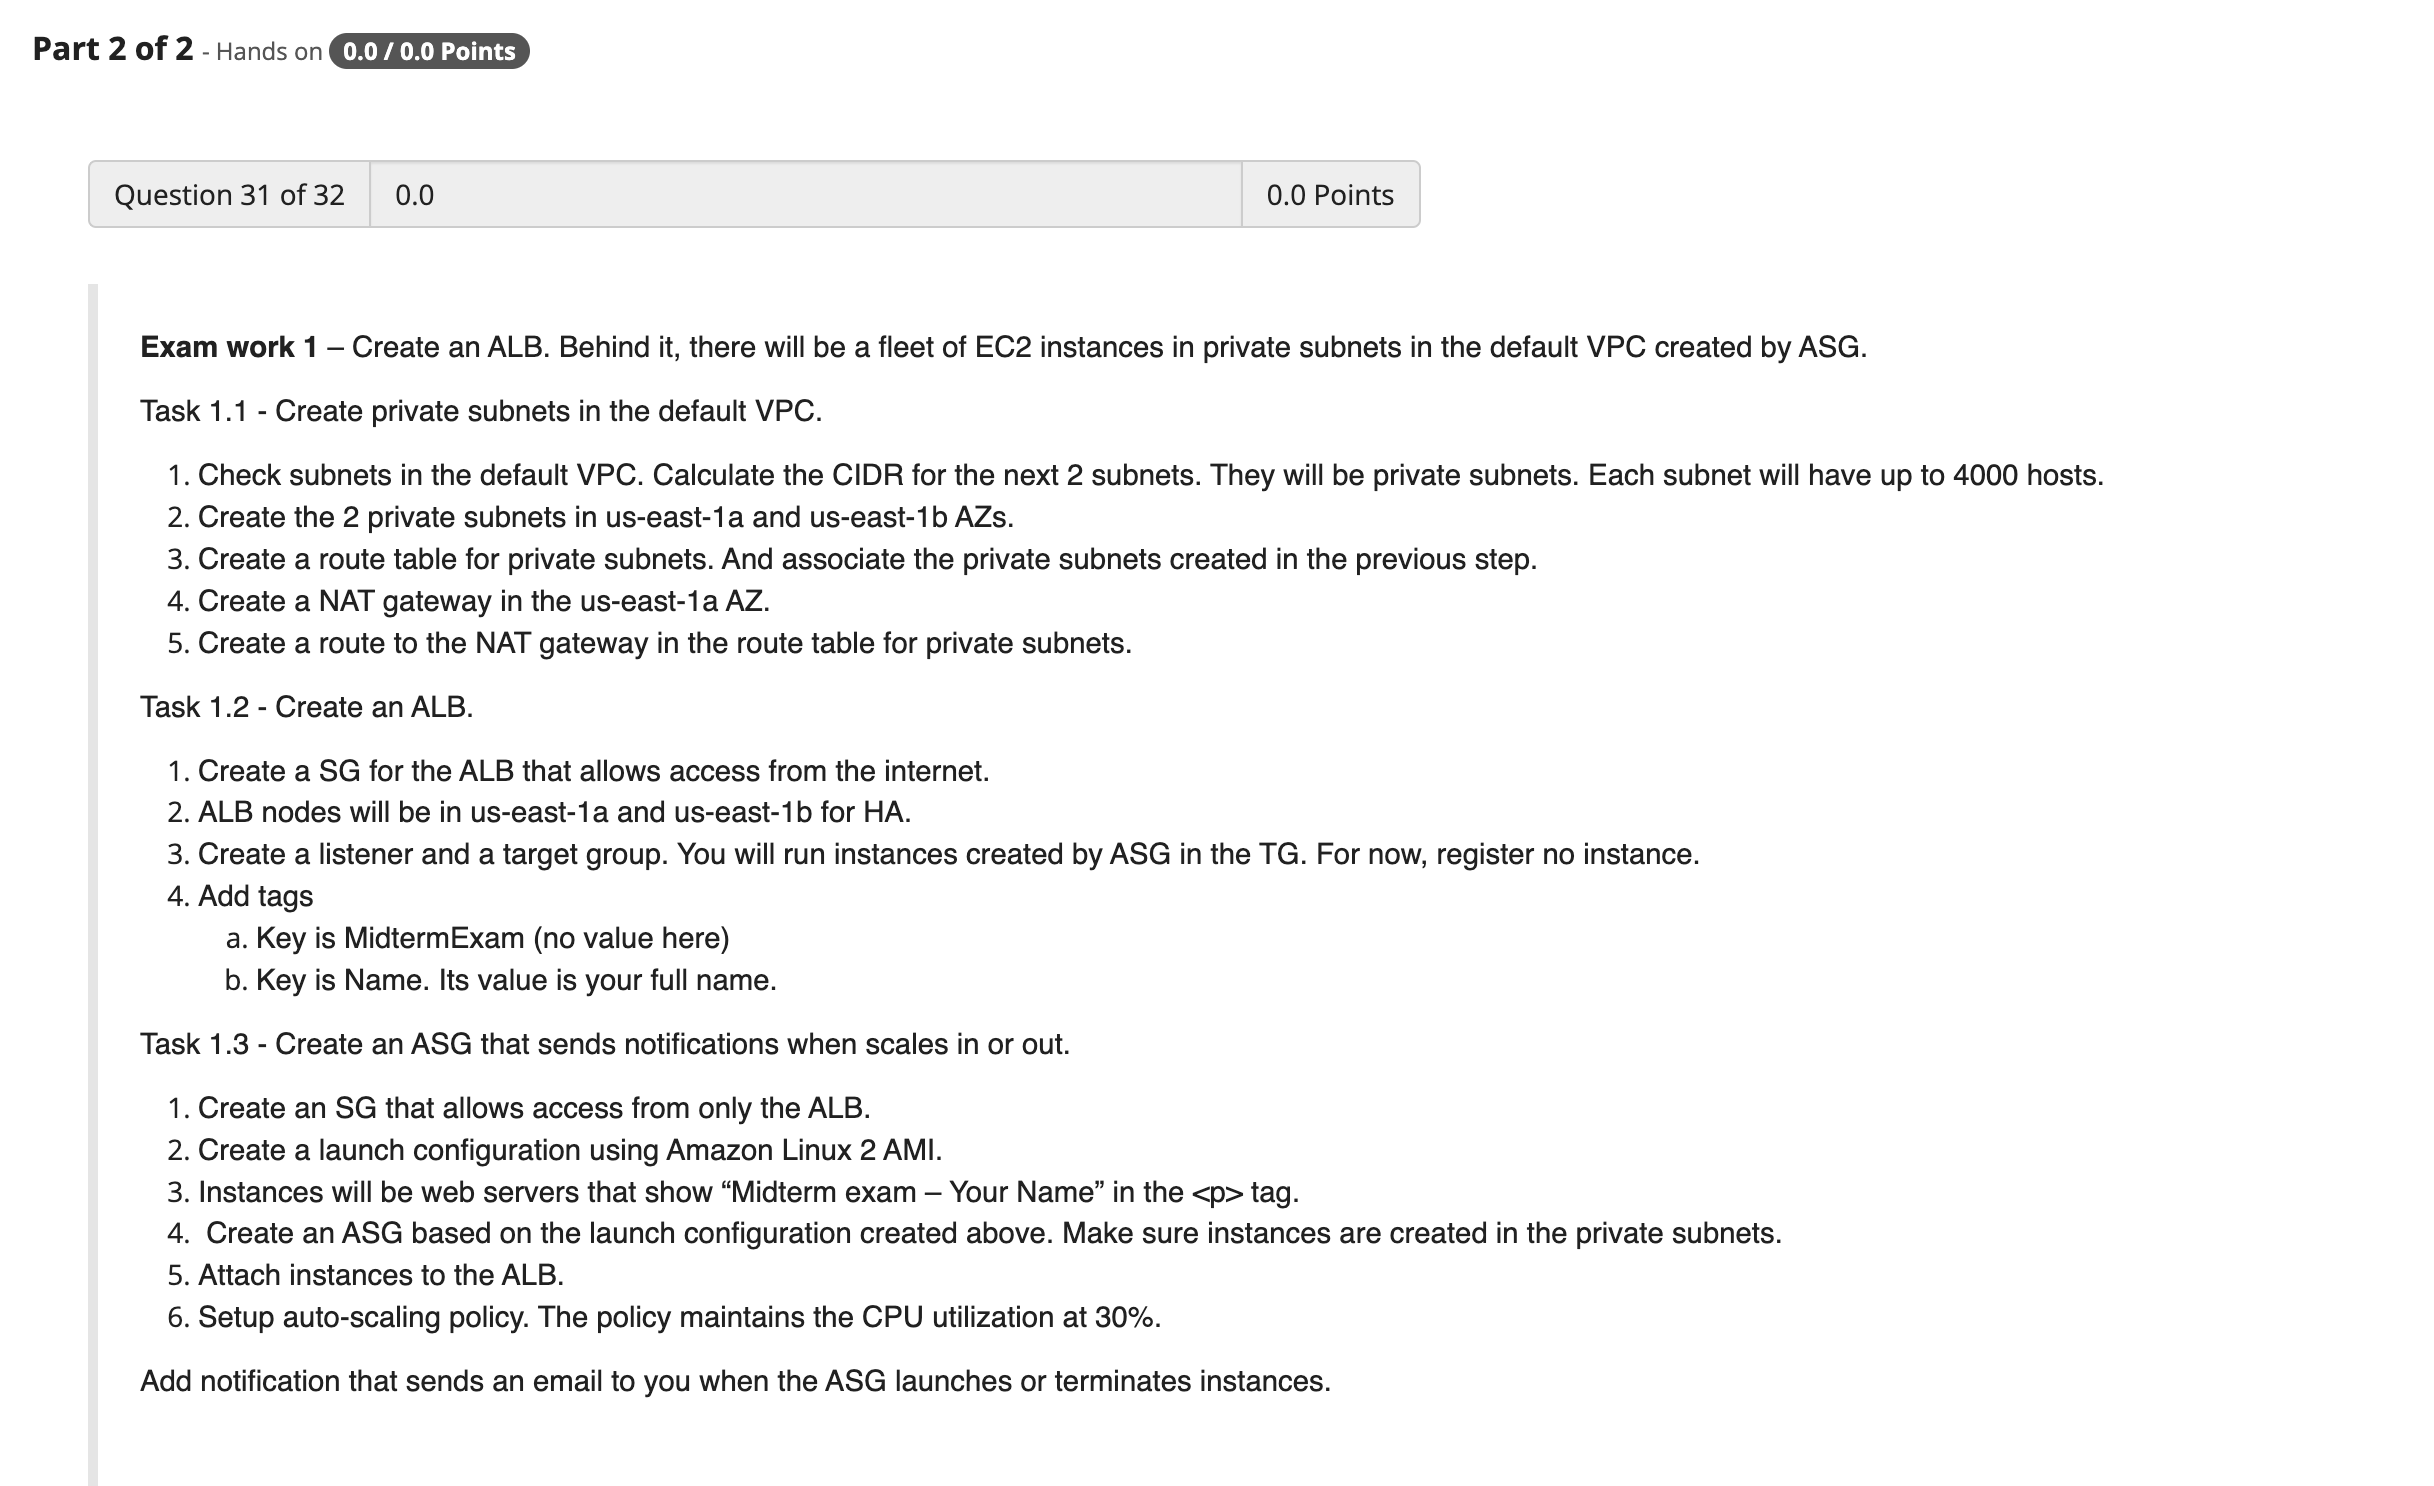 Part 2 of 2 - Hands on 0.0 / 0.0 Points
Question 31 of 32 0.0 0.0 Points
Exam work 1 – Create an ALB. Behind it, there will be a fleet of EC2 instances in private subnets in the default VPC created by ASG.
Task 1.1 - Create private subnets in the default VPC.
1. Check subnets in the default VPC. Calculate the CIDR for the next 2 subnets. They will be private subnets. Each subnet will have up to 4000 hosts.
2. Create the 2 private subnets in us-east-1a and us-east-1b AZs.
3. Create a route table for private subnets. And associate the private subnets created in the previous step.
4. Create a NAT gateway in the us-east-1a AZ.
5. Create a route to the NAT gateway in the route table for private subnets.
Task 1.2 - Create an ALB.
1. Create a SG for the ALB that allows access from the internet.
2. ALB nodes will be in us-east-1a and us-east-1b for HA.
3. Create a listener and a target group. You will run instances created by ASG in the TG. For now, register no instance.
4. Add tags
a. Key is MidtermExam (no value here)
b. Key is Name. Its value is your full name.
Task 1.3 - Create an ASG that sends notifications when scales in or out.
1. Create an SG that allows access from only the ALB.
2. Create a launch configuration using Amazon Linux 2 AMI.
3. Instances will be web servers that show “Midterm exam – Your Name” in the <p> tag.
4. Create an ASG based on the launch configuration created above. Make sure instances are created in the private subnets.
5. Attach instances to the ALB.
6. Setup auto-scaling policy. The policy maintains the CPU utilization at 30%.
Add notification that sends an email to you when the ASG launches or terminates instances.